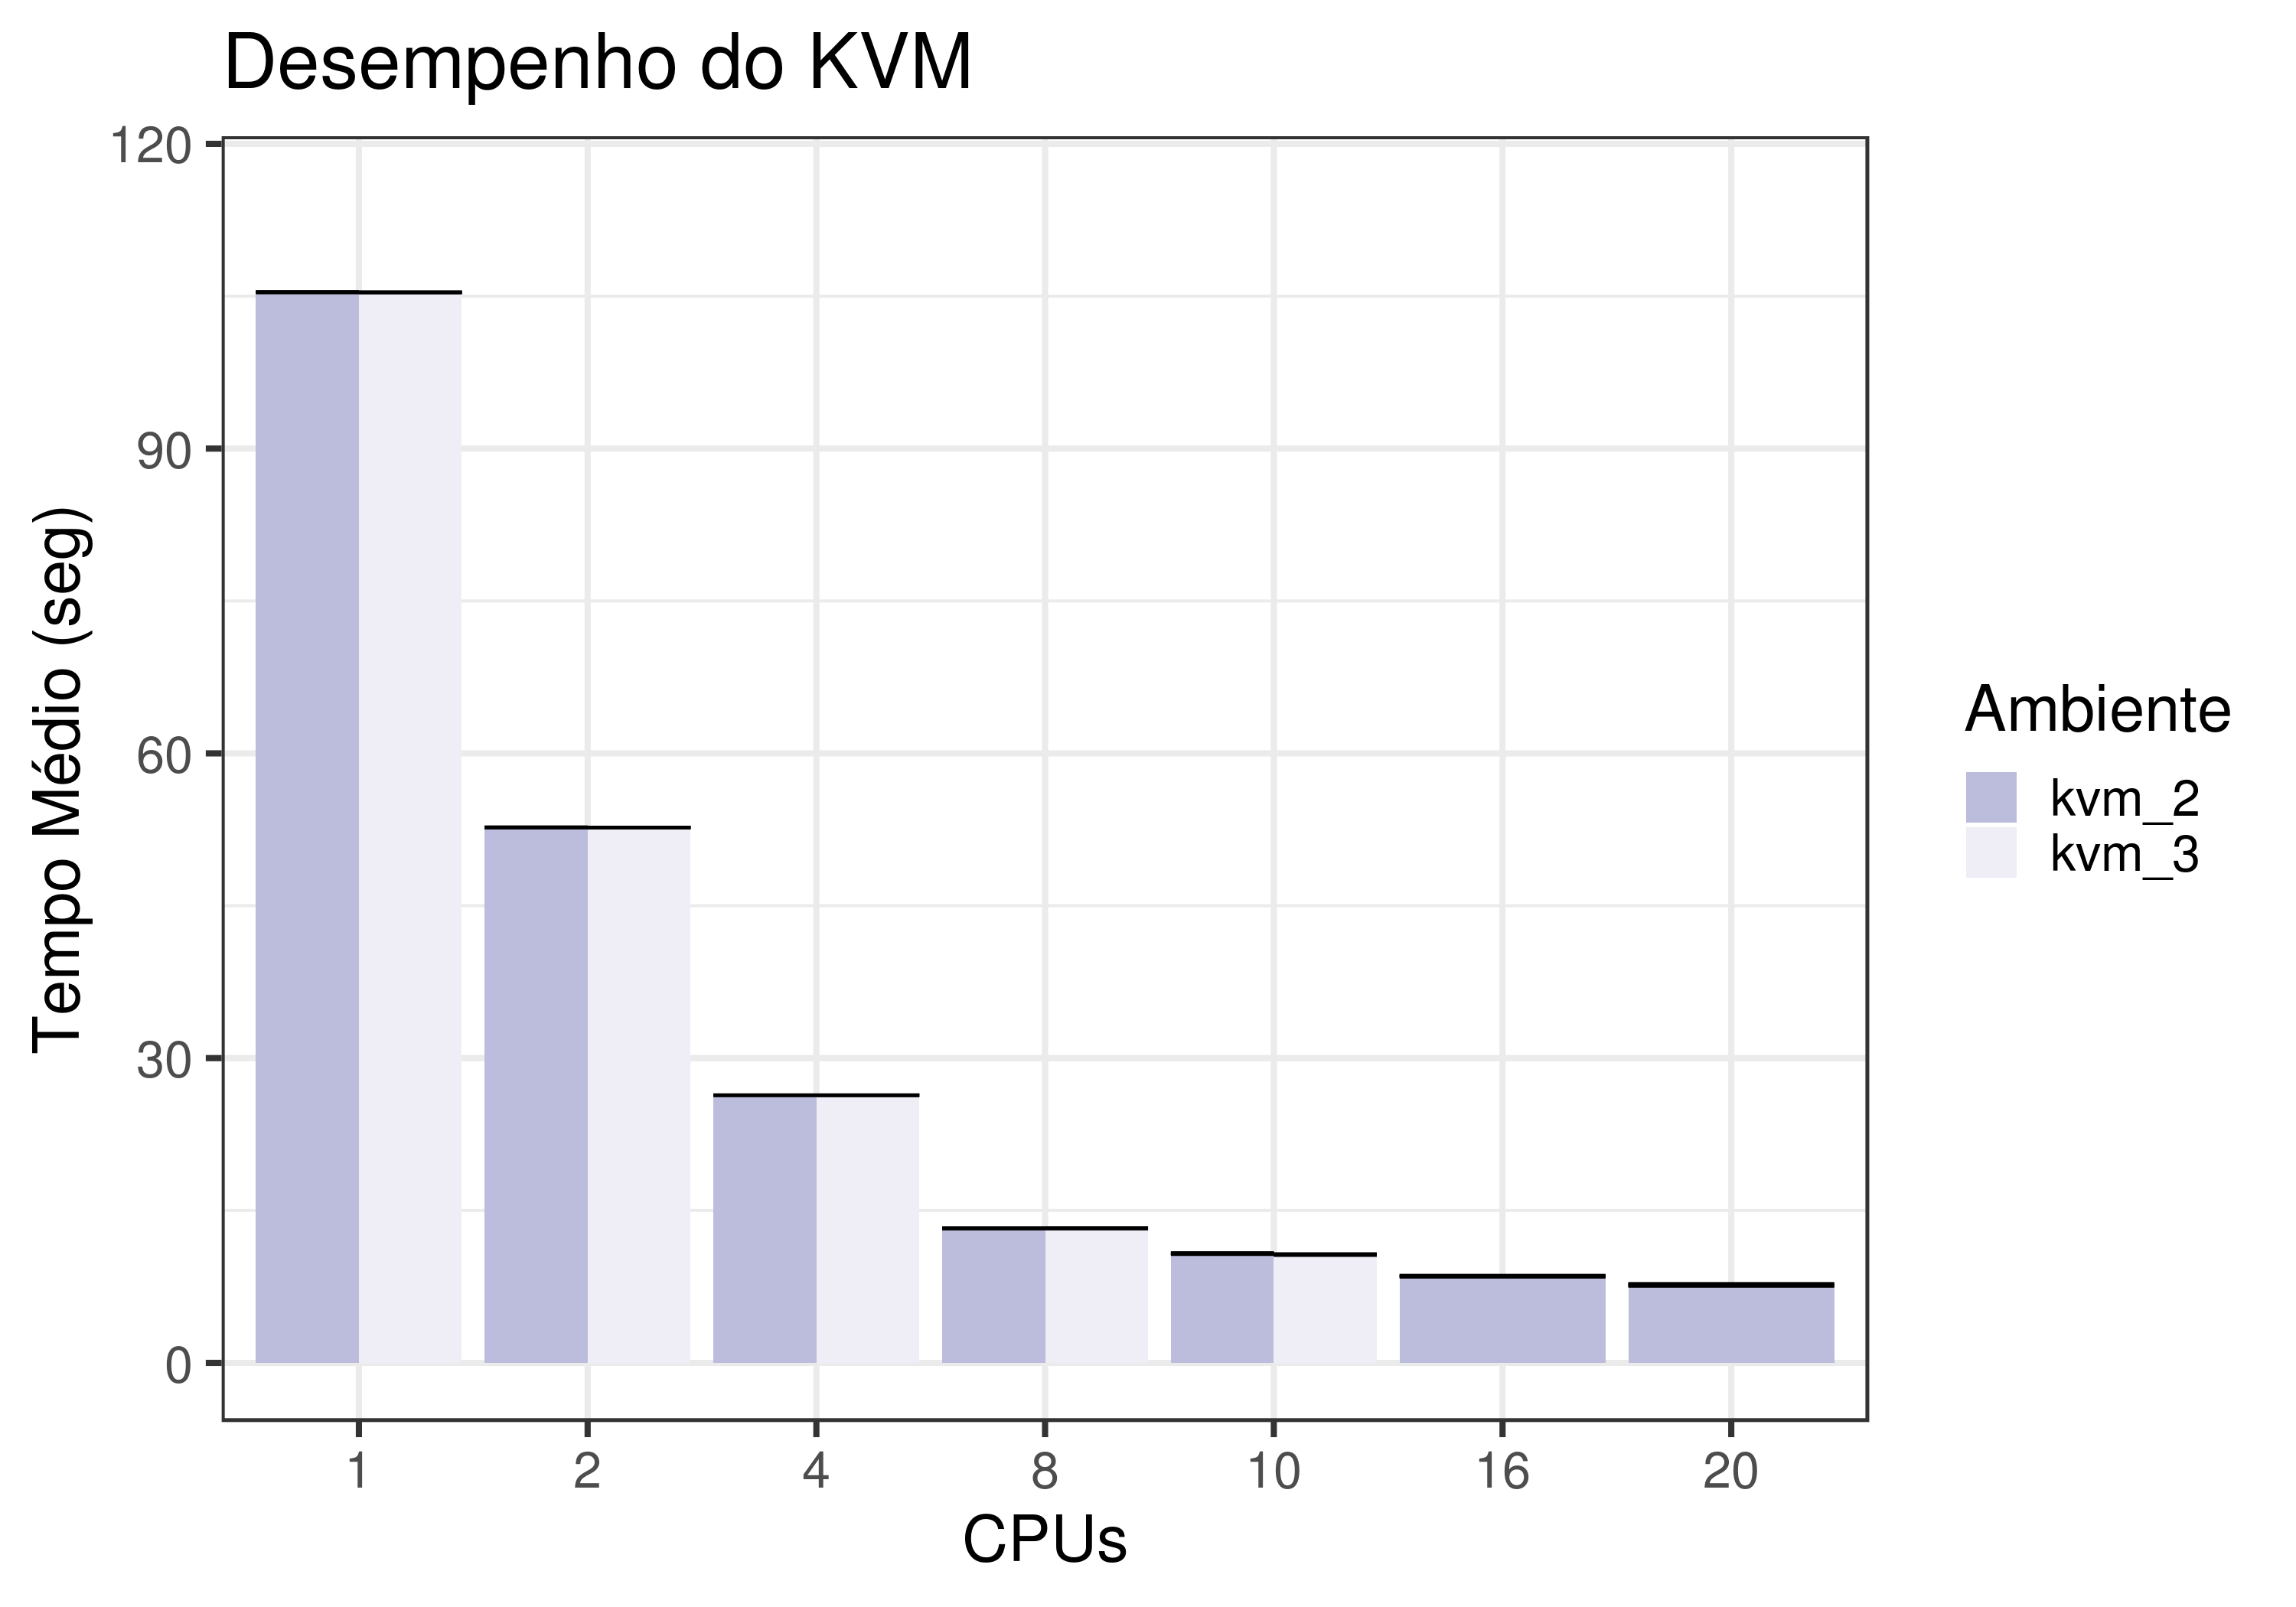 Desempenho do KVM
120
90
60
30
0
Tempo Médio (seg)
1 2 4 8 10 16 20
CPUs
Ambiente
kvm_2
kvm_3